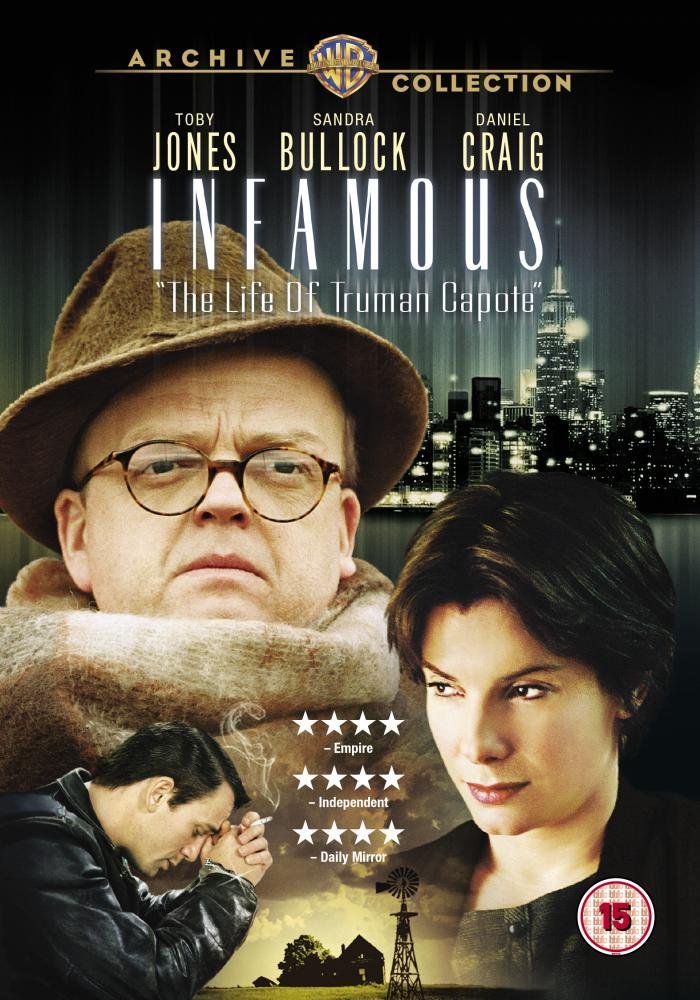 ARCHIVE WB COLLECTION
TOBY JONES
SANDRA BULLOCK
DANIEL CRAIG
INFAMOUS
"The Life Of Truman Capote"
★★★★
– Empire
★★★★
– Independent
★★★★
– Daily Mirror
15